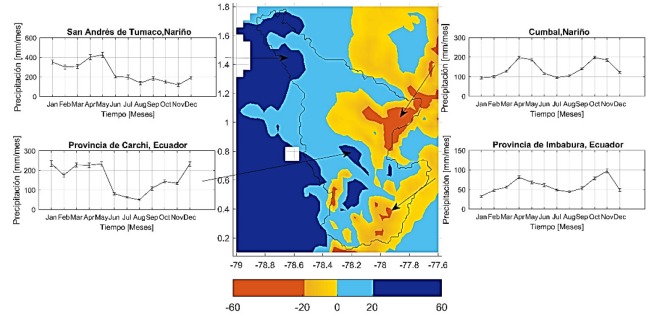 San Andrés de Tumaco,Nariño
Precipitación [mm/mes]
600
400
200
0
Jan Feb Mar Apr May Jun Jul Aug Sep Oct Nov Dec
Tiempo [Meses]
Provincia de Carchi, Ecuador
Precipitación [mm/mes]
300
200
100
0
Jan Feb Mar Apr May Jun Jul Aug Sep Oct Nov Dec
Tiempo [Meses]
1.8
1.6
1.4
1.2
1
0.8
0.6
0.4
0.2
-79 -78.8 -78.6 -78.4 -78.2 -78 -77.8 -77.6
-60 -20 0 20 60
Cumbal,Nariño
Precipitación [mm/mes]
300
200
100
0
Jan Feb Mar Apr May Jun Jul Aug Sep Oct Nov Dec
Tiempo [Meses]
Provincia de Imbabura, Ecuador
Precipitación [mm/mes]
150
100
50
0
Jan Feb Mar Apr May Jun Jul Aug Sep Oct Nov Dec
Tiempo [Meses]